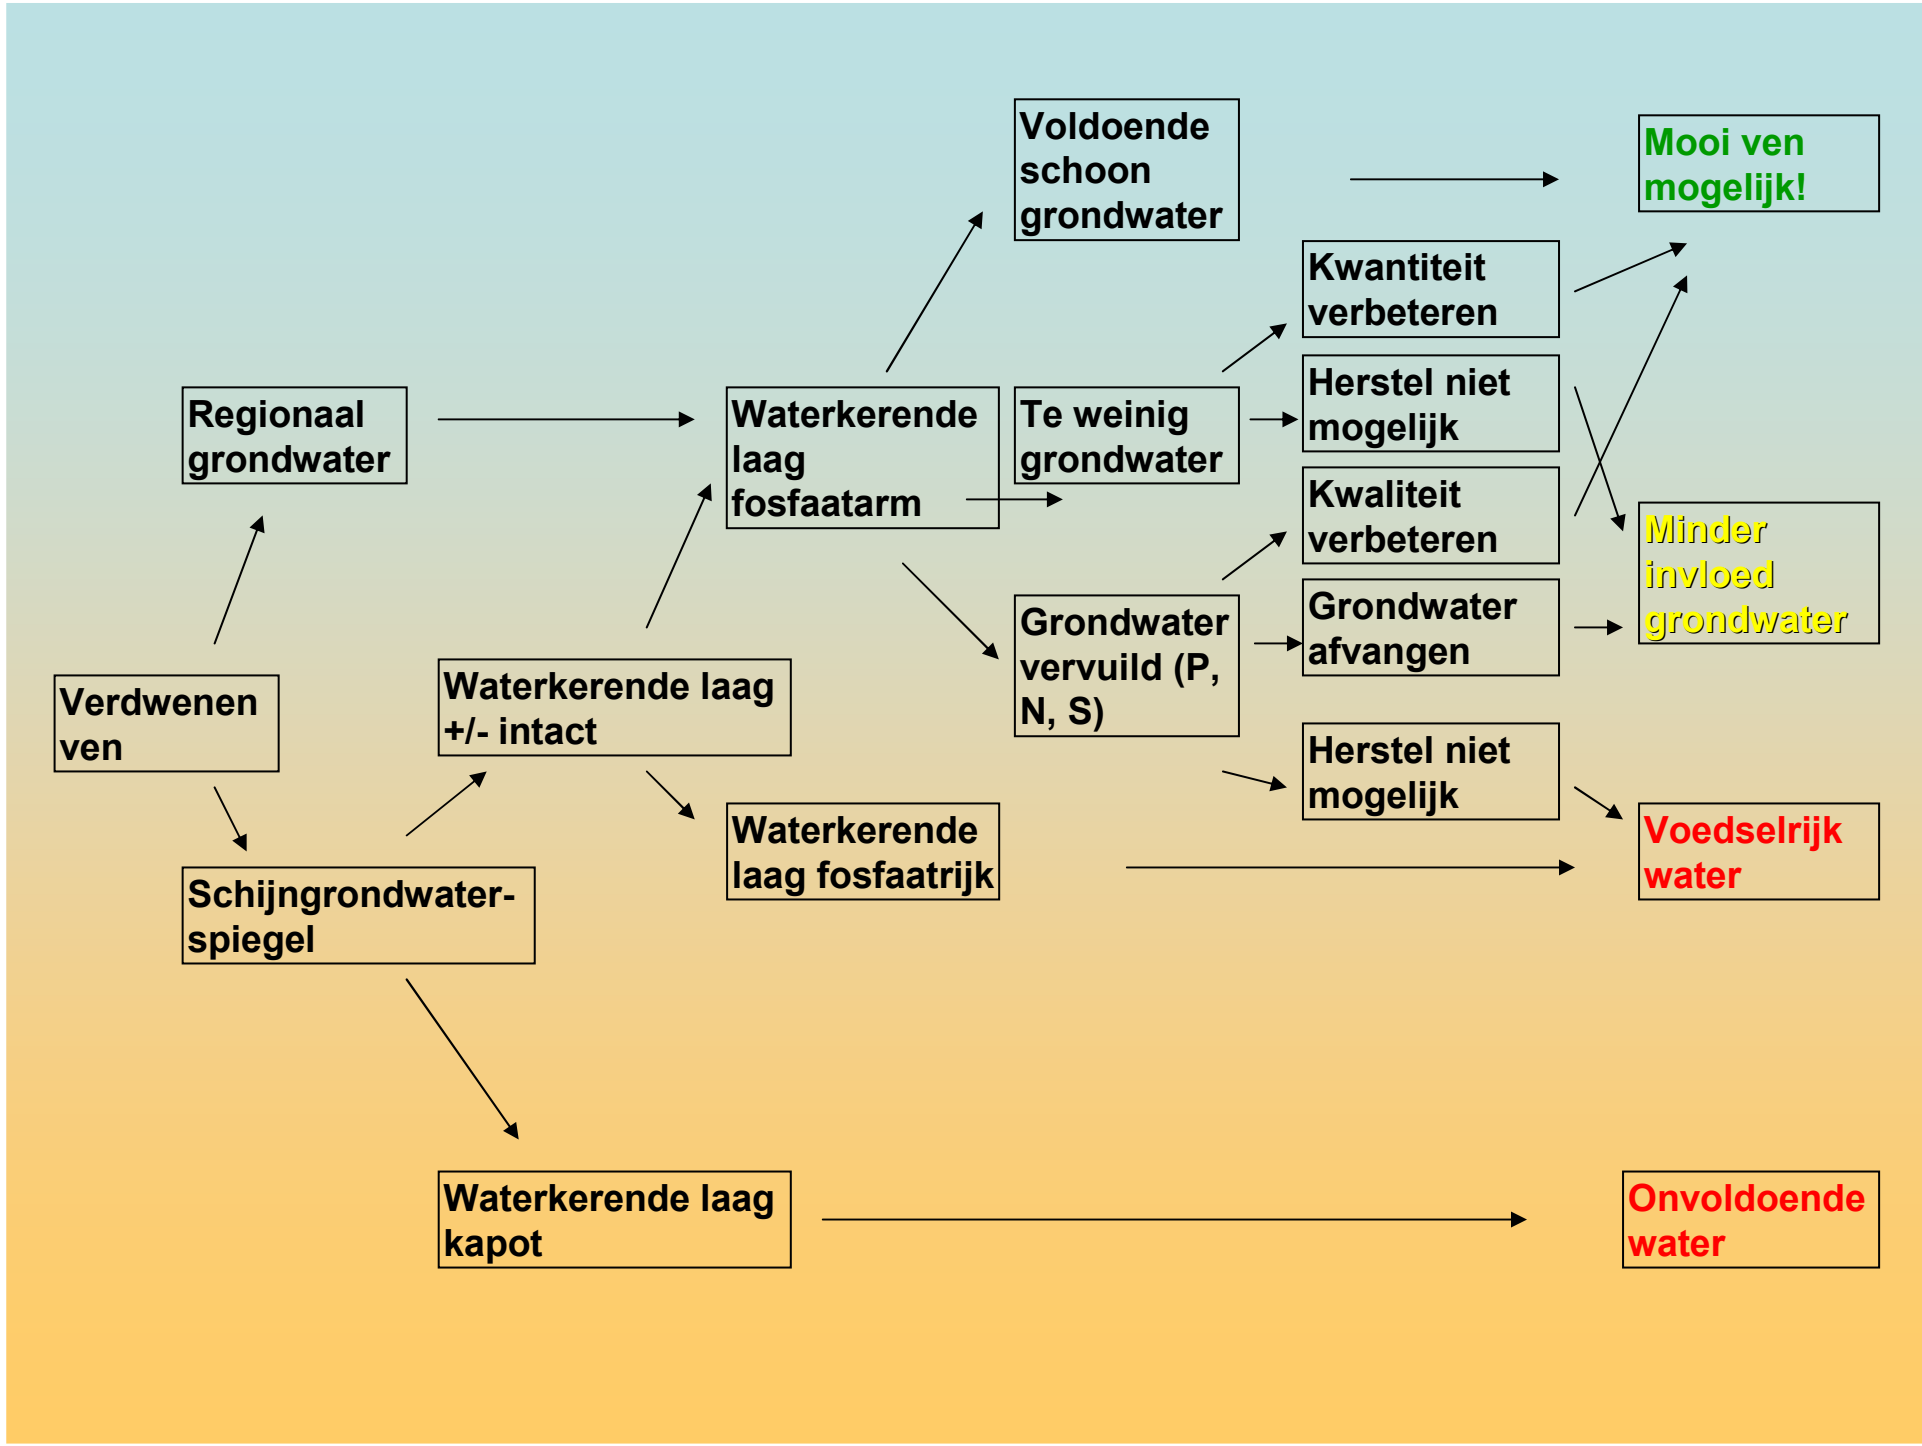 Voldoende
schoon
grondwater
Mooi ven
mogelijk!
Kwantiteit
verbeteren
Regionaal
grondwater
Waterkerende
laag
fosfaatarm
Te weinig
grondwater
Herstel niet
mogelijk
Kwaliteit
verbeteren
Minder
invloed
grondwater
Grondwater
vervuild (P,
N, S)
Grondwater
afvangen
Verdwenen
ven
Waterkerende laag
+/- intact
Herstel niet
mogelijk
Waterkerende
laag fosfaatrijk
Voedselrijk
water
Schijngrondwater-
spiegel
Waterkerende laag
kapot
Onvoldoende
water